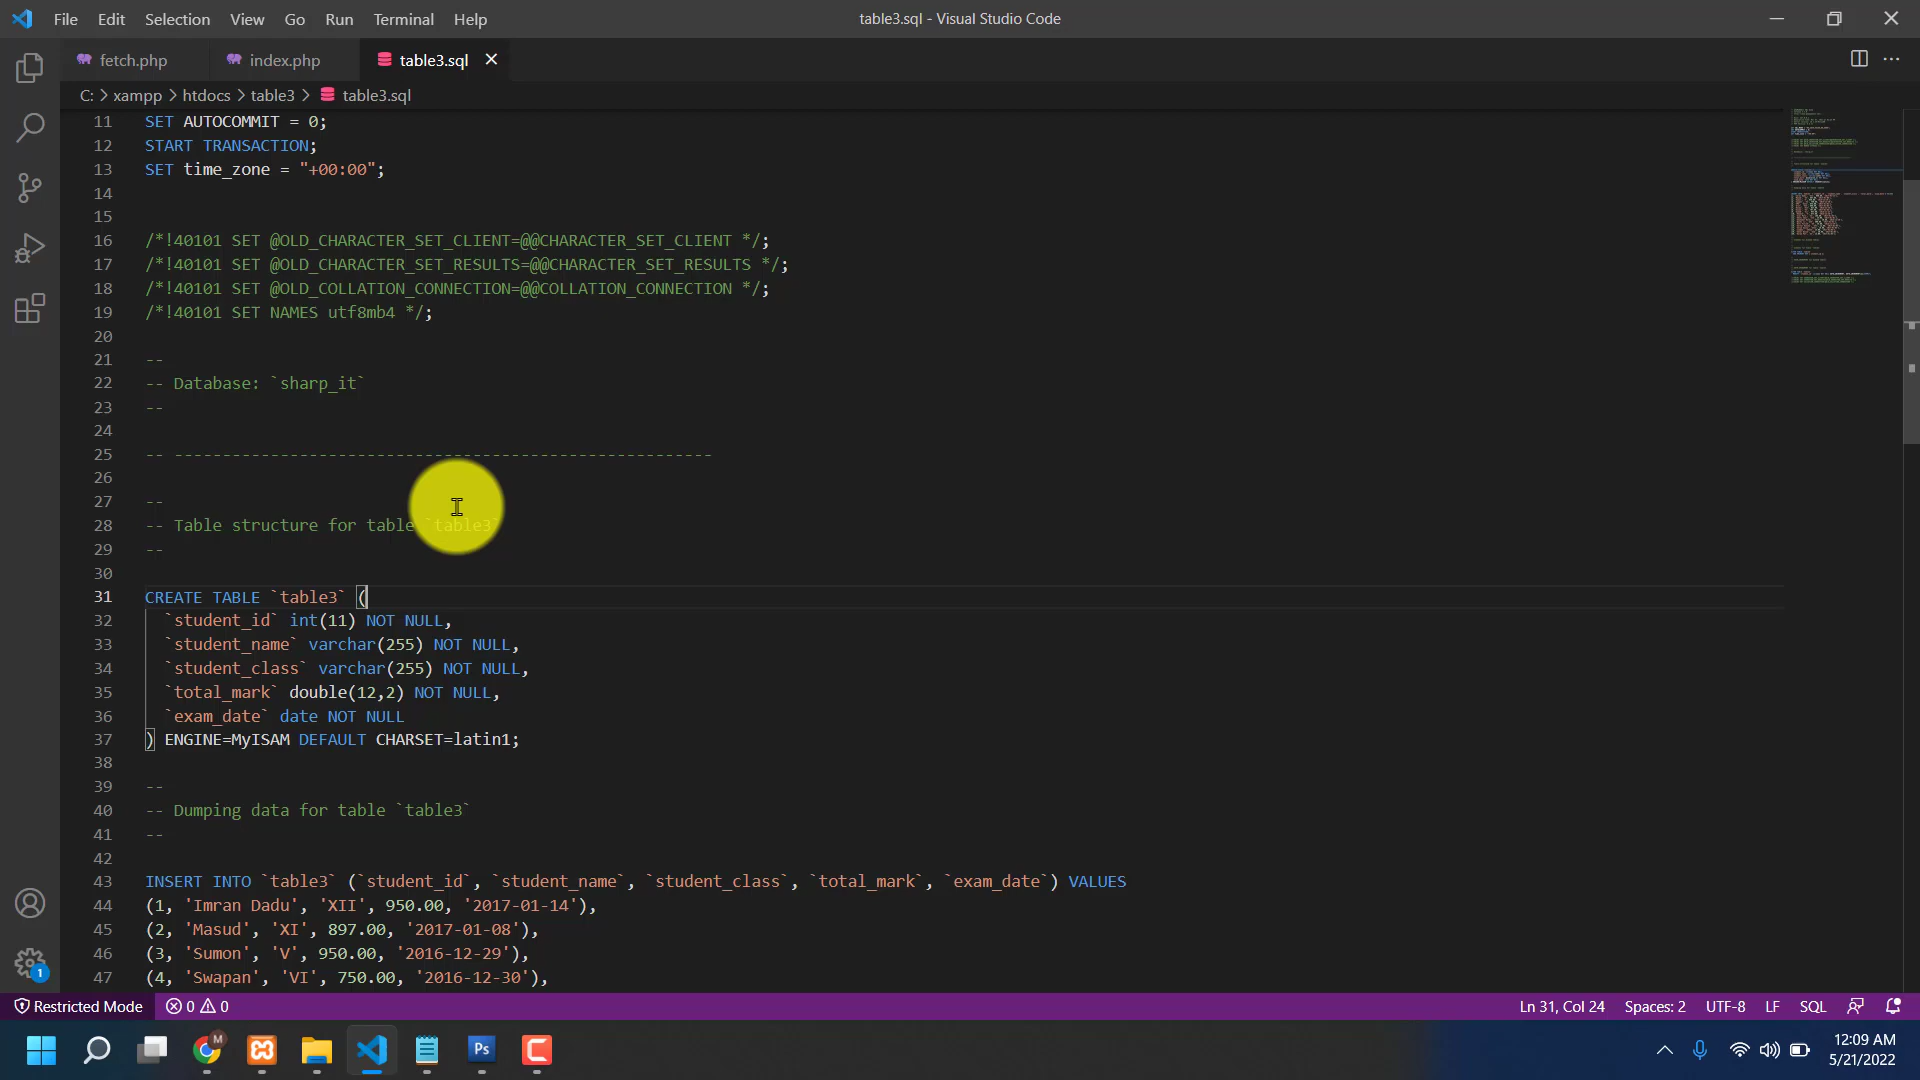 File Edit Selection View Go Run Terminal Help
table3.sql - Visual Studio Code
fetch.php index.php table3.sql
C: > xampp > htdocs > table3 > table3.sql
11 SET AUTOCOMMIT = 0;
12 START TRANSACTION;
13 SET time_zone = "+00:00";
14
15
16 /*!40101 SET @OLD_CHARACTER_SET_CLIENT=@@CHARACTER_SET_CLIENT */;
17 /*!40101 SET @OLD_CHARACTER_SET_RESULTS=@@CHARACTER_SET_RESULTS */;
18 /*!40101 SET @OLD_COLLATION_CONNECTION=@@COLLATION_CONNECTION */;
19 /*!40101 SET NAMES utf8mb4 */;
20
21 --
22 -- Database: `sharp_it`
23 --
24
25 -- --------------------------------------------------------
26
27 --
28 -- Table structure for table `table3`
29 --
30
31 CREATE TABLE `table3` (
32 `student_id` int(11) NOT NULL,
33 `student_name` varchar(255) NOT NULL,
34 `student_class` varchar(255) NOT NULL,
35 `total_mark` double(12,2) NOT NULL,
36 `exam_date` date NOT NULL
37 ) ENGINE=MyISAM DEFAULT CHARSET=latin1;
38
39 --
40 -- Dumping data for table `table3`
41 --
42
43 INSERT INTO `table3` (`student_id`, `student_name`, `student_class`, `total_mark`, `exam_date`) VALUES
44 (1, 'Imran Dadu', 'XII', 950.00, '2017-01-14'),
45 (2, 'Masud', 'XI', 897.00, '2017-01-08'),
46 (3, 'Sumon', 'V', 950.00, '2016-12-29'),
47 (4, 'Swapan', 'VI', 750.00, '2016-12-30'),
1
Restricted Mode 0 0 Ln 31, Col 24 Spaces: 2 UTF-8 LF SQL
M
Ps
C
12:09 AM
5/21/2022